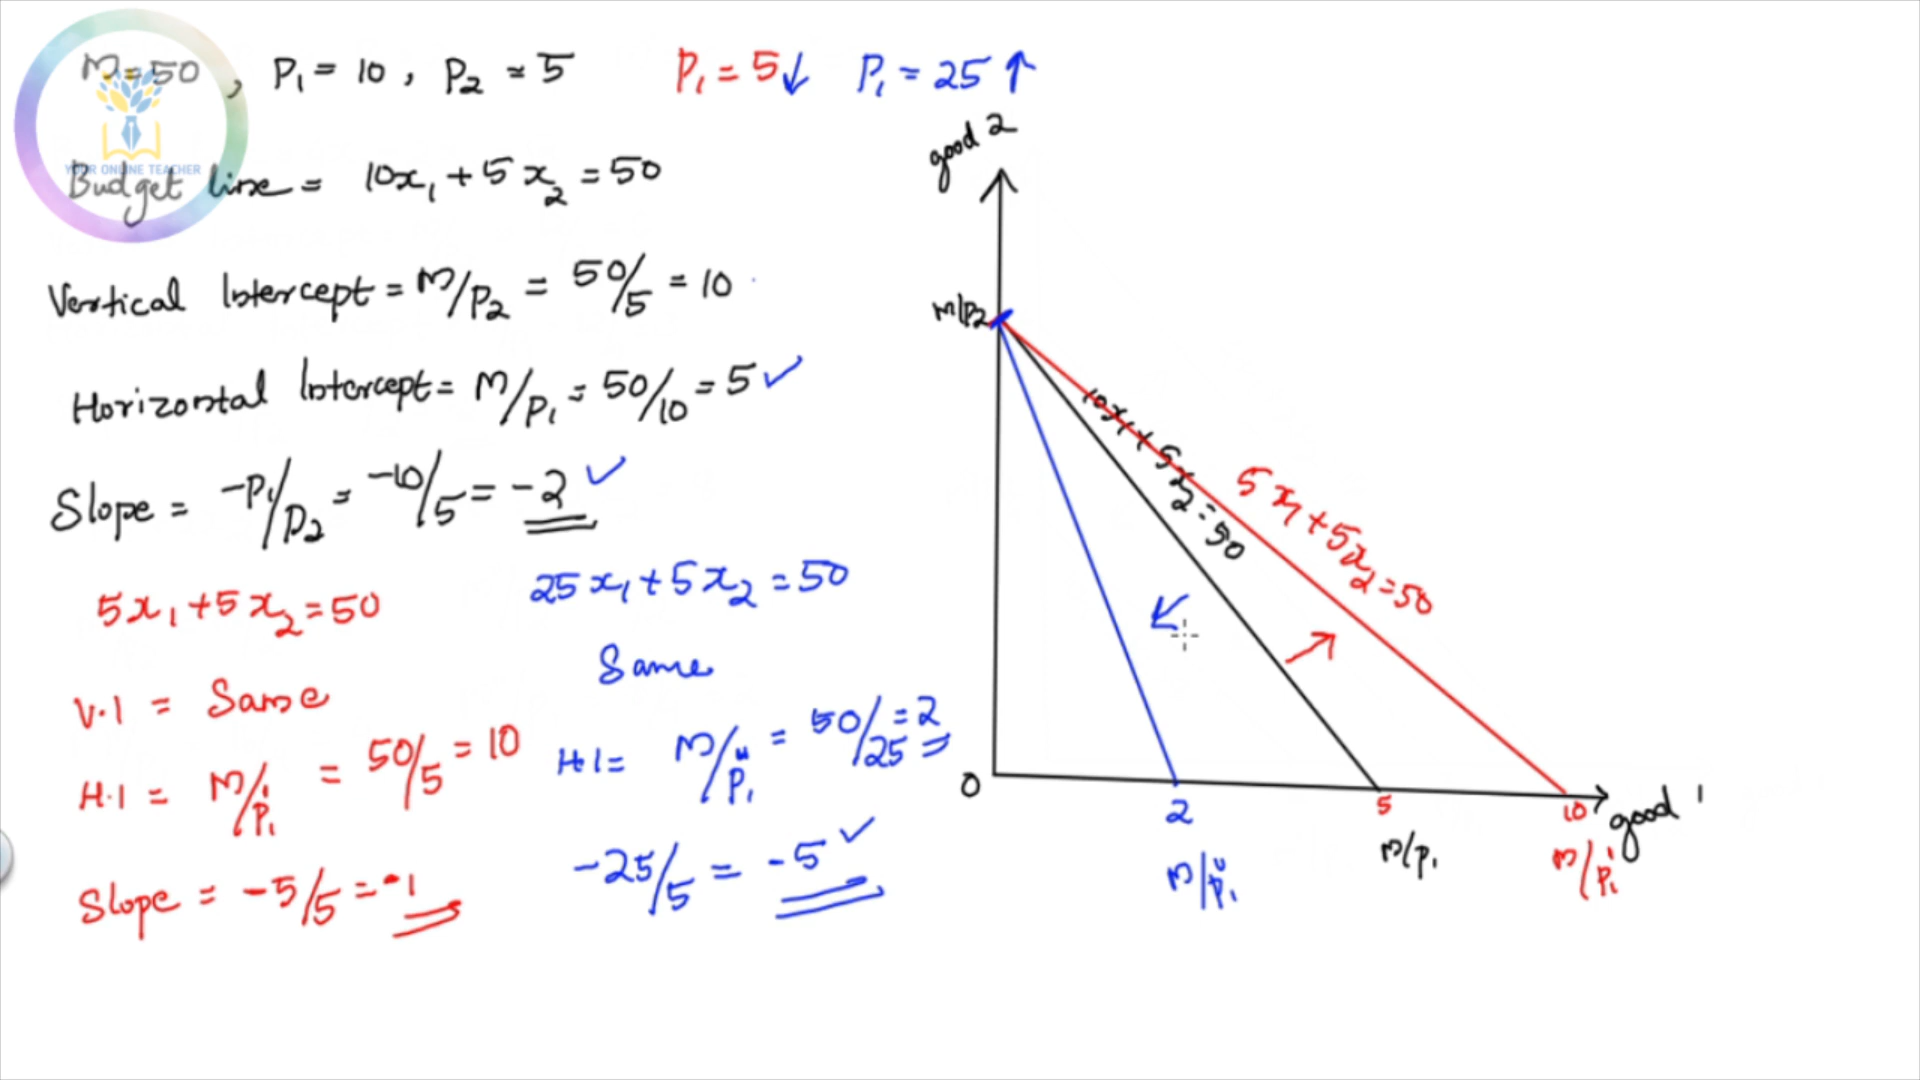 M=50, P₁ = 10, P₂ = 5 P₁ = 5↓ P₁ = 25↑
YOUR ONLINE TEACHER
Budget line = 10x₁ + 5x₂ = 50
Vertical Intercept = M/P₂ = 50/5 = 10
Horizontal Intercept = M/P₁ = 50/10 = 5 ✓
Slope = -P₁/P₂ = -10/5 = -2 ✓
5x₁ + 5x₂ = 50
V.I = Same
H.I = M/P₁' = 50/5 = 10
Slope = -5/5 = -1
25x₁ + 5x₂ = 50
Same
H.I = M/P₁" = 50/25 = 2
-25/5 = -5 ✓
good 2
M/P₂
10x₁ + 5x₂ = 50
5x₁ + 5x₂ = 50
0
2
5
10
good 1
M/P₁"
M/P₁
M/P₁'